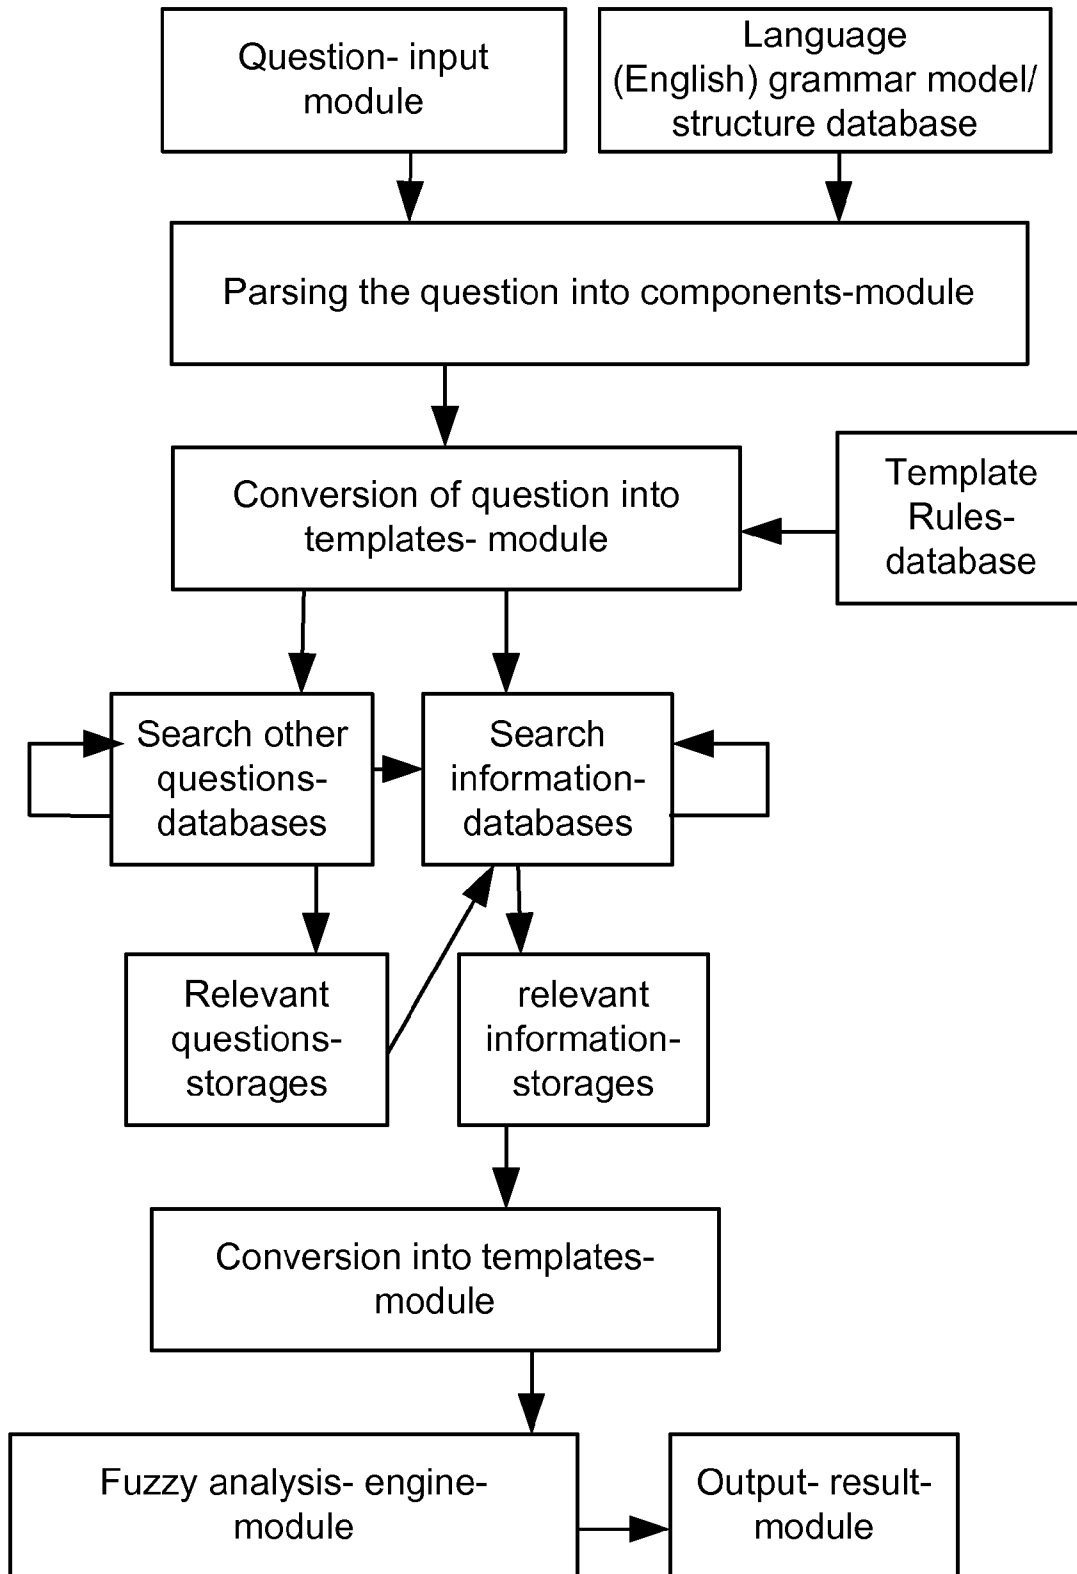 Question- input
module
Language
(English) grammar model/
structure database
Parsing the question into components-module
Conversion of question into
templates- module
Template
Rules-
database
Search other
questions-
databases
Search
information-
databases
Relevant
questions-
storages
relevant
information-
storages
Conversion into templates-
module
Fuzzy analysis- engine-
module
Output- result-
module